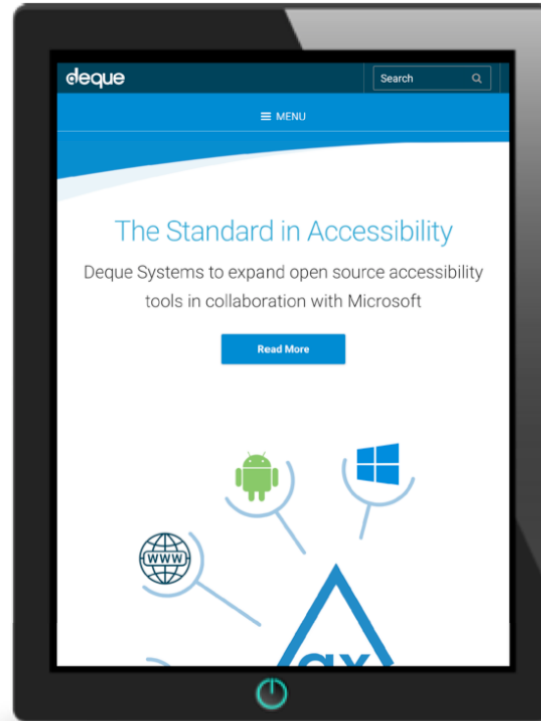 deque
Search
MENU
The Standard in Accessibility
Deque Systems to expand open source accessibility
tools in collaboration with Microsoft
Read More
WWW
ax